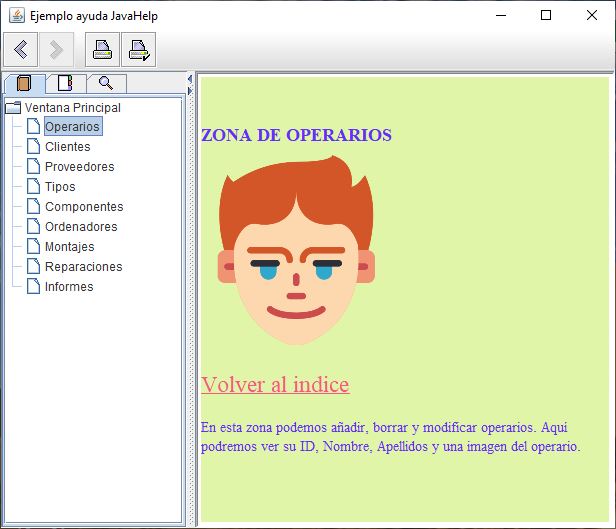 Ejemplo ayuda JavaHelp
Ventana Principal
Operarios
Clientes
Proveedores
Tipos
Componentes
Ordenadores
Montajes
Reparaciones
Informes
ZONA DE OPERARIOS
Volver al indice
En esta zona podemos añadir, borrar y modificar operarios. Aqui
podremos ver su ID, Nombre, Apellidos y una imagen del operario.